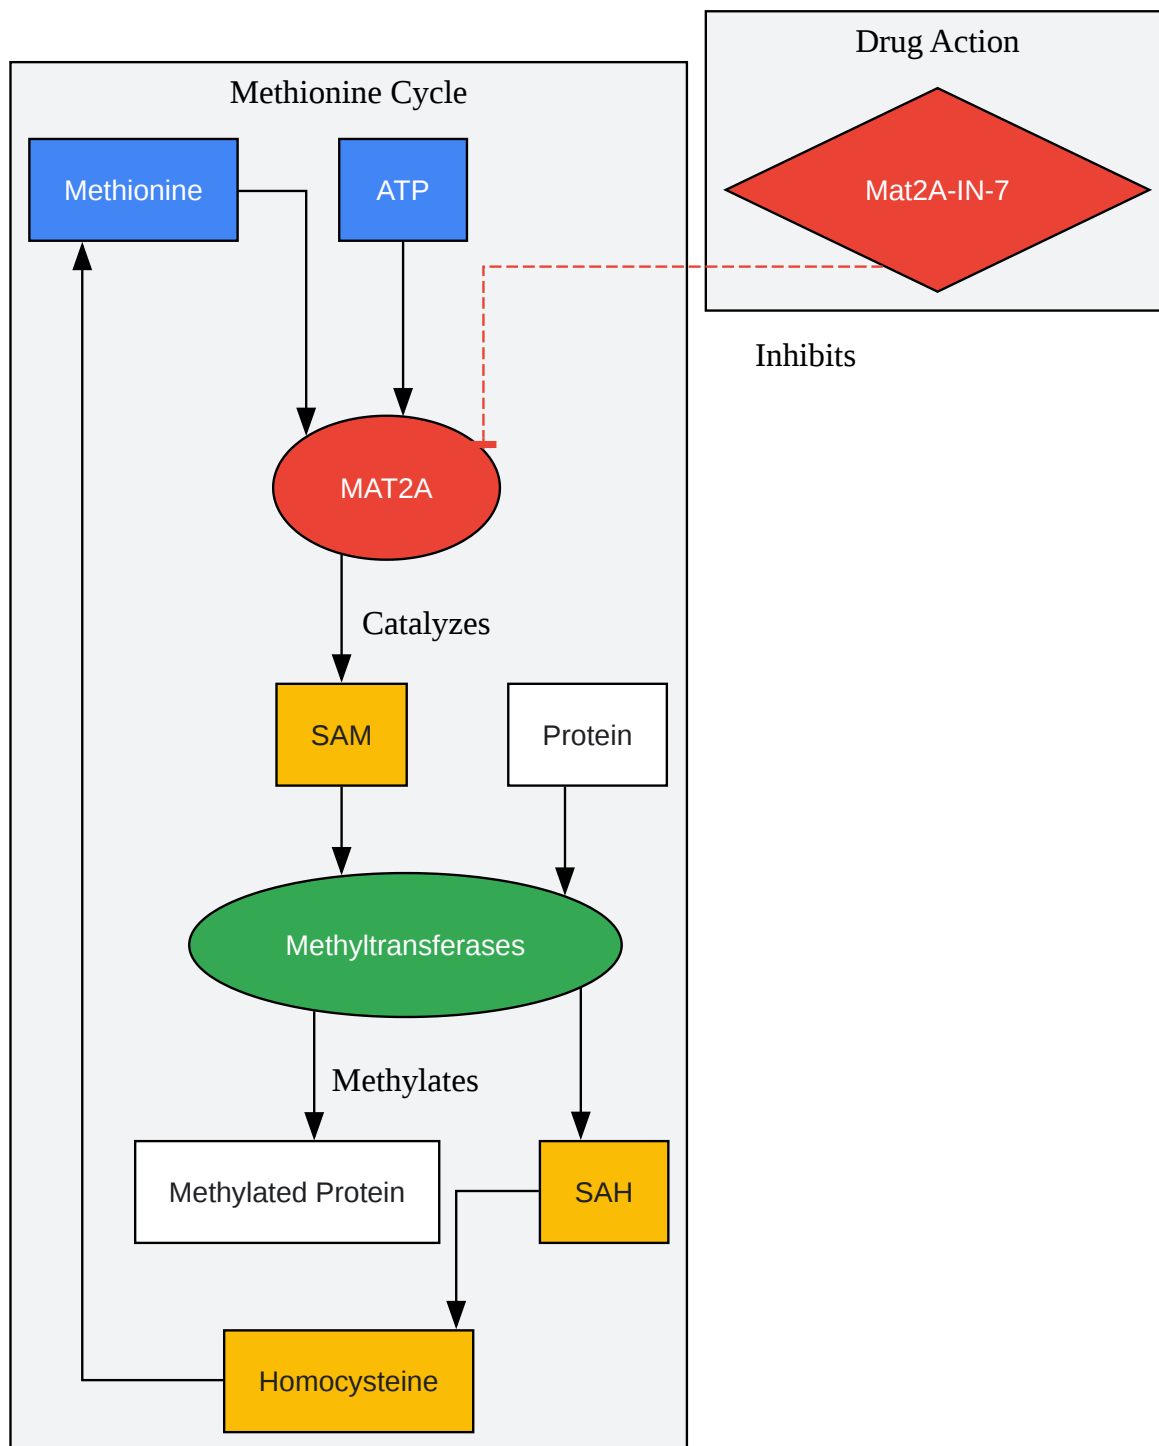 Drug Action
Methionine Cycle
Methionine
ATP
Mat2A-IN-7
Inhibits
MAT2A
Catalyzes
SAM
Protein
Methyltransferases
Methylates
Methylated Protein
SAH
Homocysteine